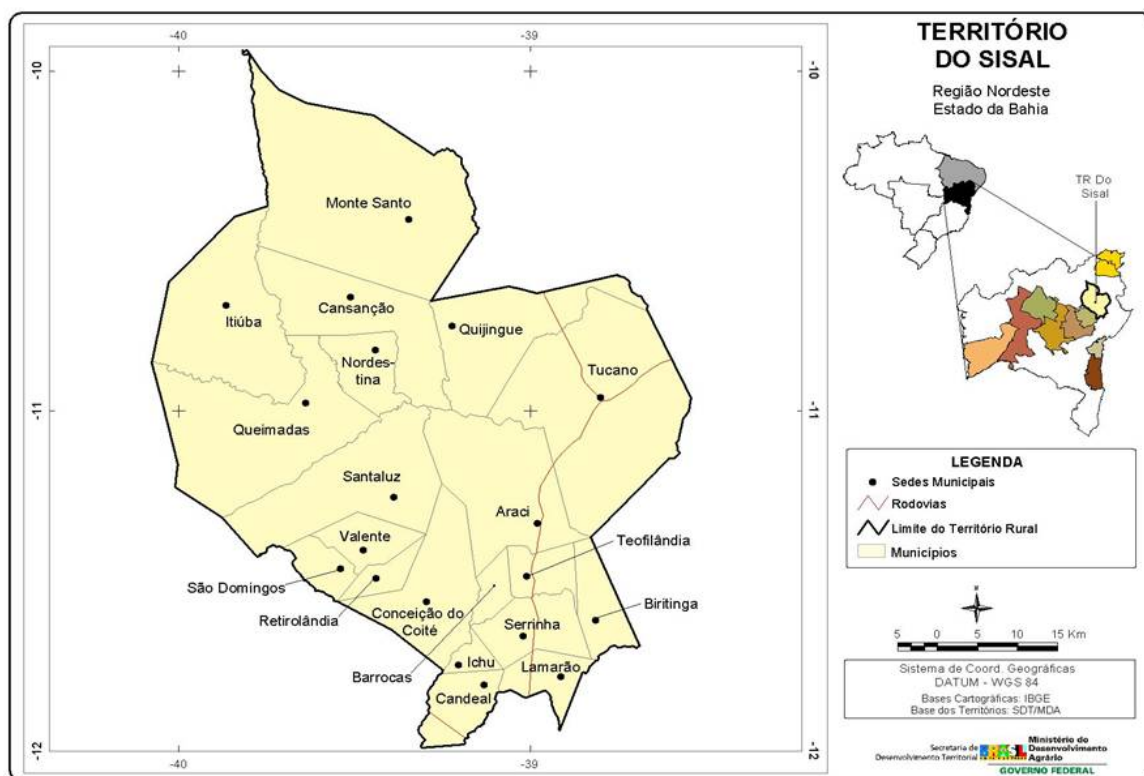 -40
-39
-10
-10
Monte Santo
Cansanção
Itiúba
Quijingue
Nordes-
tina
Tucano
-11
-11
Queimadas
Santaluz
Araci
Valente
Teofilândia
São Domingos
Retirolândia
Biritinga
Conceição do
Coité
Serrinha
Barrocas
Ichu
Lamarão
Candeal
-12
-12
-40
-39
TERRITÓRIO
DO SISAL
Região Nordeste
Estado da Bahia
TR Do
Sisal
LEGENDA
Sedes Municipais
Rodovias
Limite do Território Rural
Municípios
5 0 5 10 15 Km
Sistema de Coord. Geográficas
DATUM - WGS 84
Bases Cartográficas: IBGE
Base dos Territórios: SDT/MDA
Secretaria de
Desenvolvimento Territorial
BRASIL
Ministério do
Desenvolvimento
Agrário
GOVERNO FEDERAL